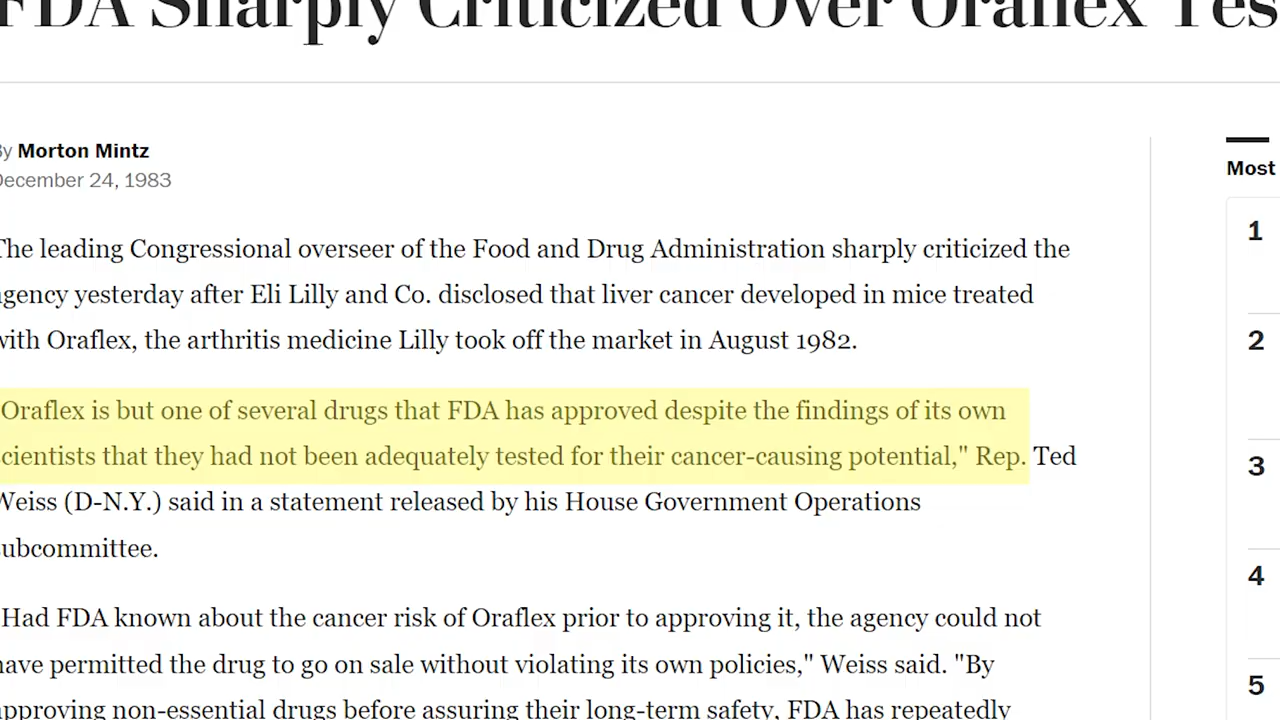 FDA Sharply Criticized Over Oraflex Tes
By Morton Mintz
December 24, 1983
The leading Congressional overseer of the Food and Drug Administration sharply criticized the
agency yesterday after Eli Lilly and Co. disclosed that liver cancer developed in mice treated
with Oraflex, the arthritis medicine Lilly took off the market in August 1982.
Oraflex is but one of several drugs that FDA has approved despite the findings of its own
scientists that they had not been adequately tested for their cancer-causing potential," Rep. Ted
Weiss (D-N.Y.) said in a statement released by his House Government Operations
subcommittee.
Had FDA known about the cancer risk of Oraflex prior to approving it, the agency could not
have permitted the drug to go on sale without violating its own policies," Weiss said. "By
approving non-essential drugs before assuring their long-term safety, FDA has repeatedly
Most
1
2
3
4
5